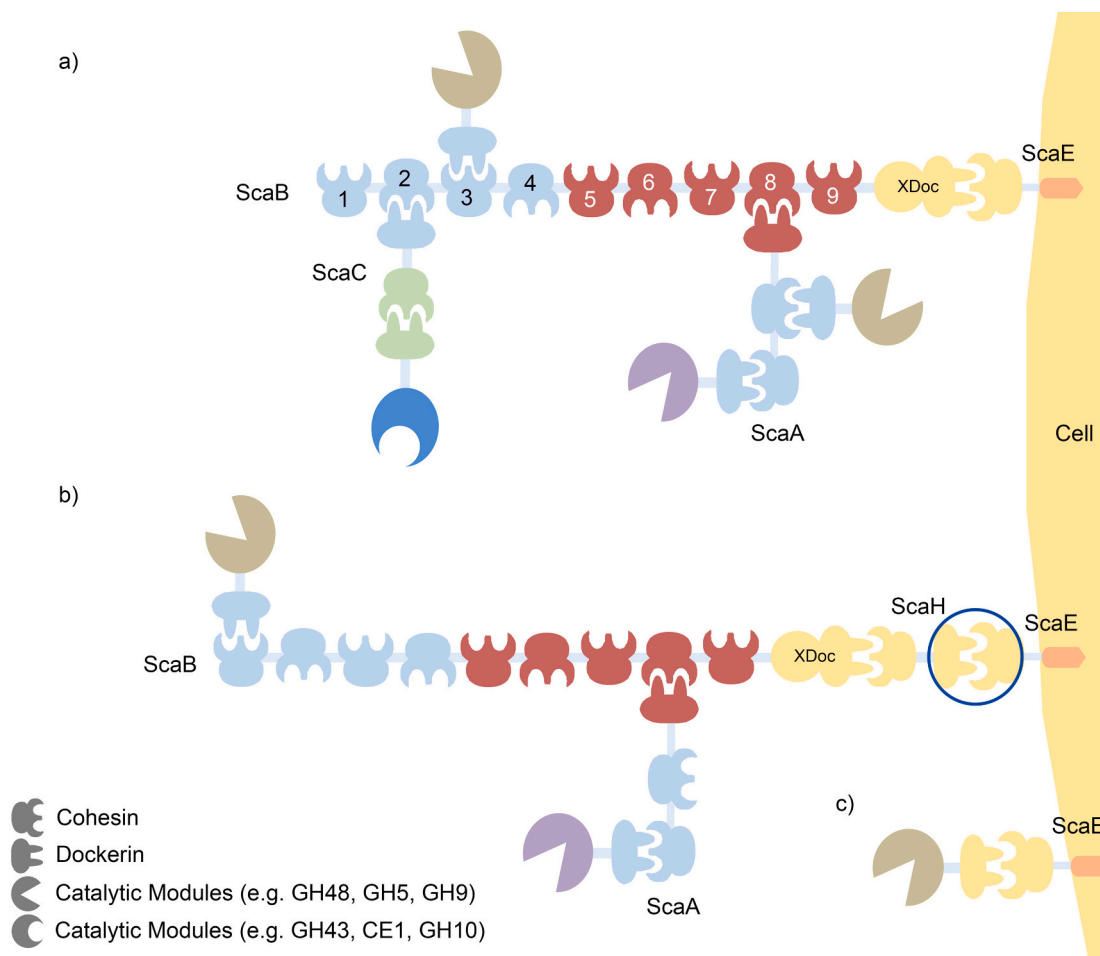 a)
ScaE
ScaB
1
2
3
4
5
6
7
8
9
XDoc
ScaC
ScaA
Cell
b)
ScaH
ScaE
ScaB
XDoc
c)
ScaE
Cohesin
Dockerin
Catalytic Modules (e.g. GH48, GH5, GH9)
ScaA
Catalytic Modules (e.g. GH43, CE1, GH10)